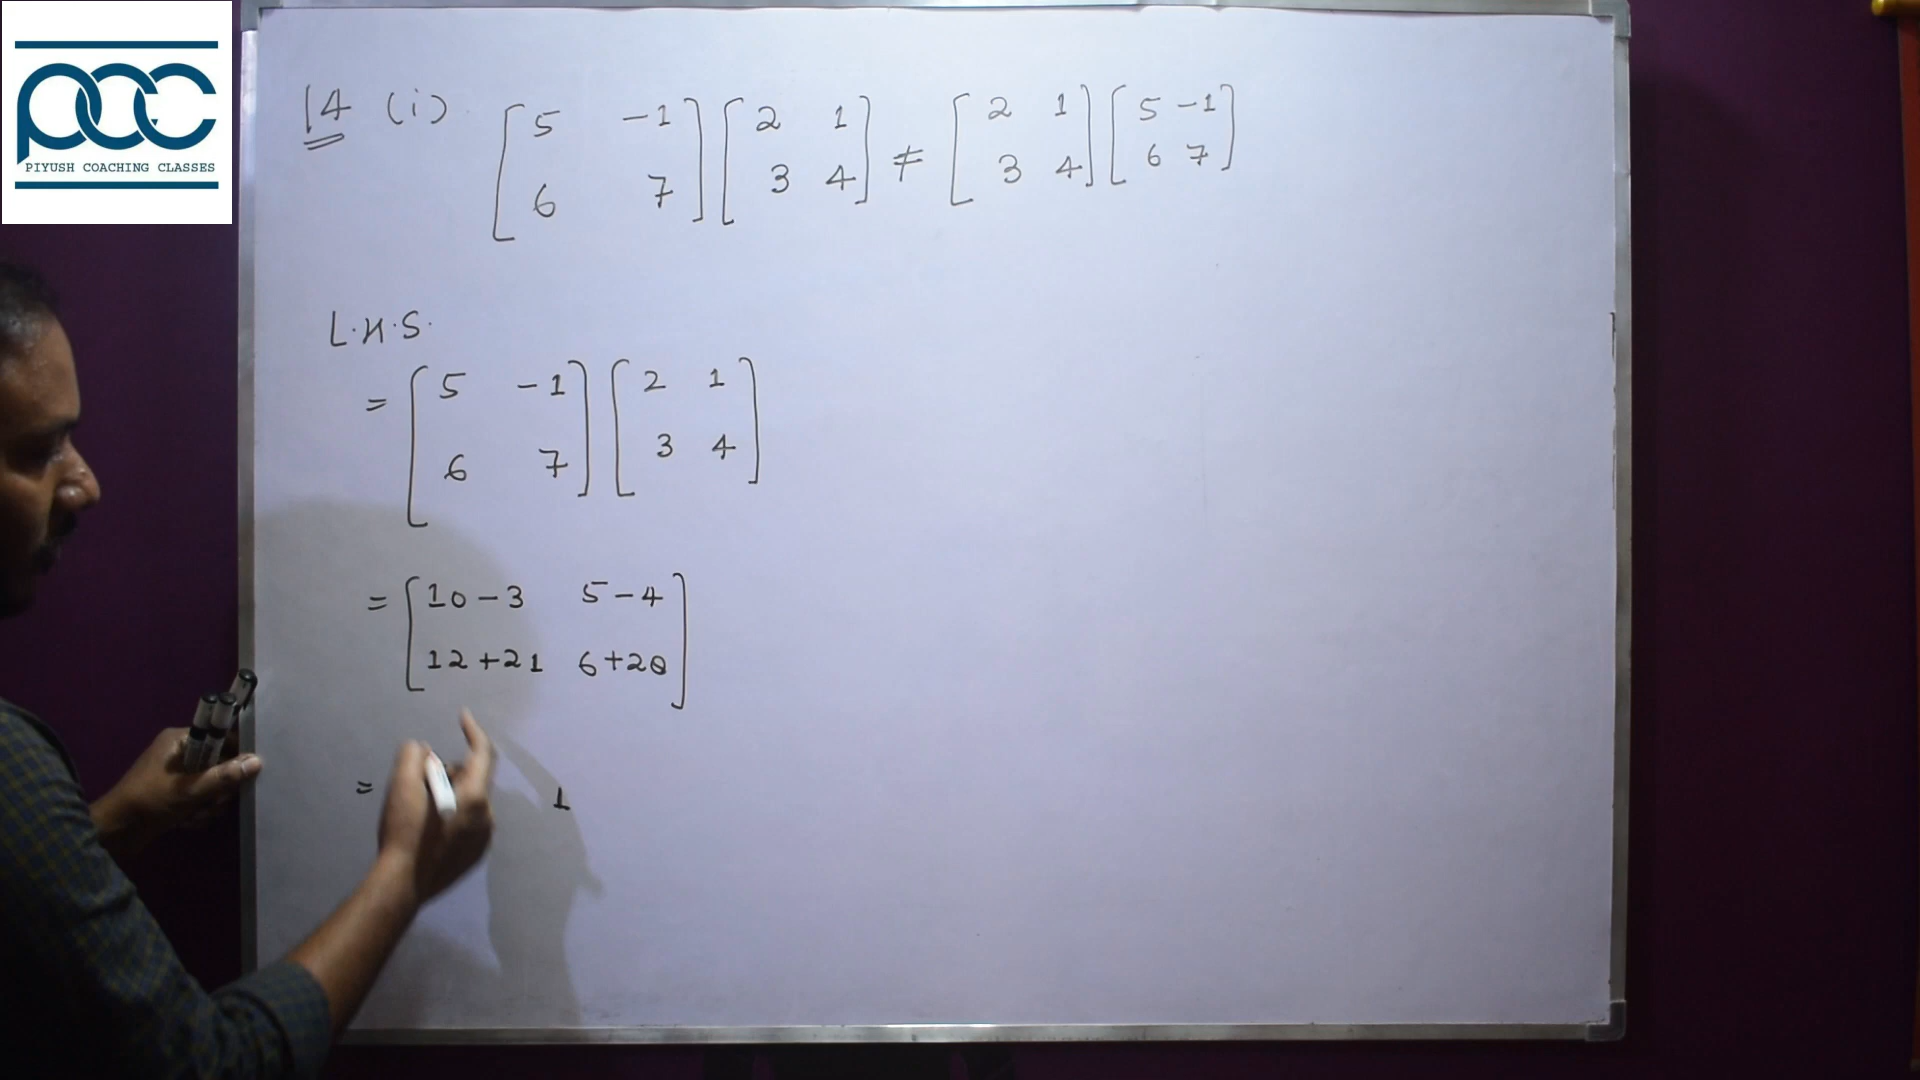 PCC
PIYUSH COACHING CLASSES
14 (i). [5 -1] [2 1] ≠ [2 1] [5 -1]
[6 7] [3 4] [3 4] [6 7]
L.H.S.
= [5 -1] [2 1]
[6 7] [3 4]
= [10-3 5-4]
[12+21 6+28]
= 1